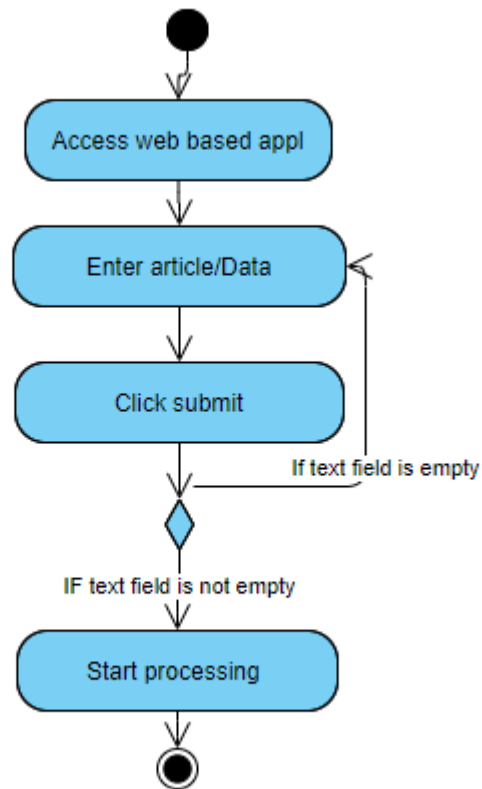 Access web based appl
Enter article/Data
Click submit
If text field is empty
IF text field is not empty
Start processing